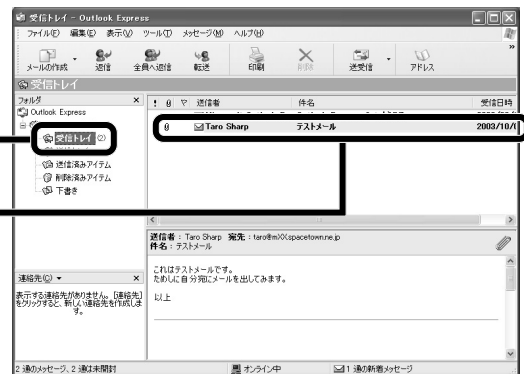 受信トレイ - Outlook Express
ファイル(F) 編集(E) 表示(V) ツール(T) メッセージ(M) ヘルプ(H)
メールの作成 返信 全員へ返信 転送 印刷 削除 送受信 アドレス
受信トレイ
フォルダ ×
Outlook Express
受信トレイ (2)
送信済みアイテム
削除済みアイテム
下書き
! 送信者 件名 受信日時
Taro Sharp テストメール 2003/10/
送信者: Taro Sharp 宛先: taro@mXX.spacetown.ne.jp
件名: テストメール
これはテストメールです。
ためしに自分宛にメールを出してみます。
以上
連絡先(C) ×
表示する連絡先がありません。[連絡先]
をクリックすると、新しい連絡先を作成しま
す。
2 通のメッセージ、2 通は未開封 オンライン中 1 通の新着メッセージ